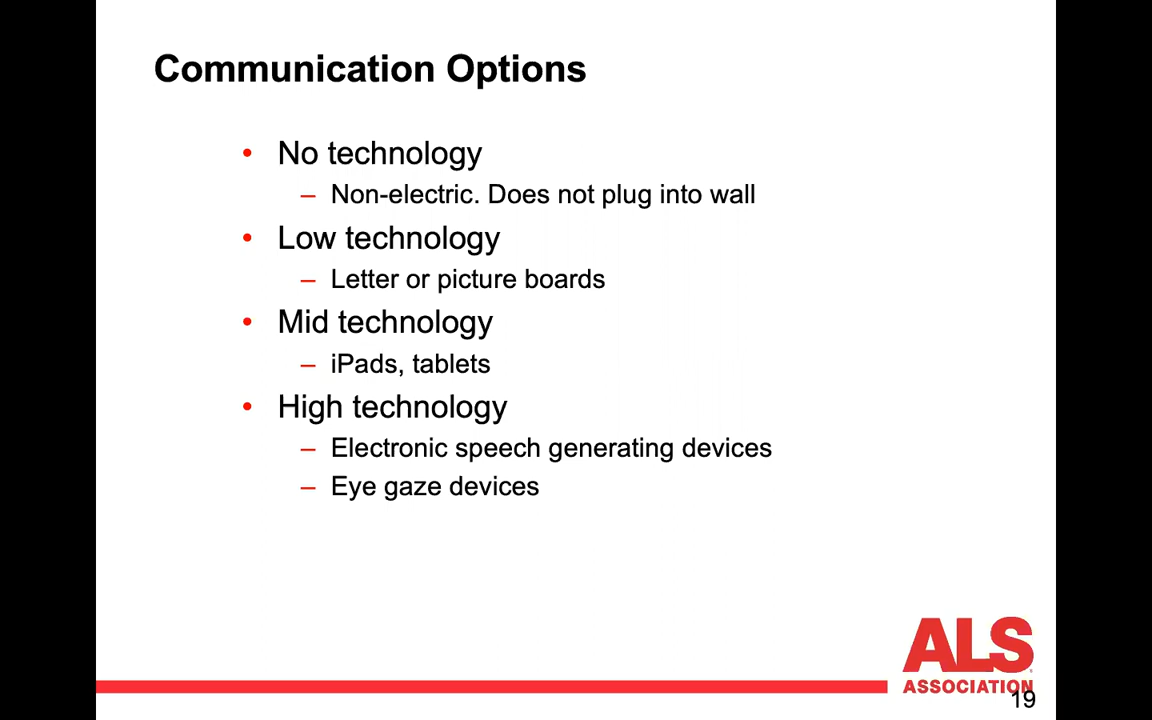 Communication Options
• No technology
– Non-electric. Does not plug into wall
• Low technology
– Letter or picture boards
• Mid technology
– iPads, tablets
• High technology
– Electronic speech generating devices
– Eye gaze devices
ALS
ASSOCIATION
19